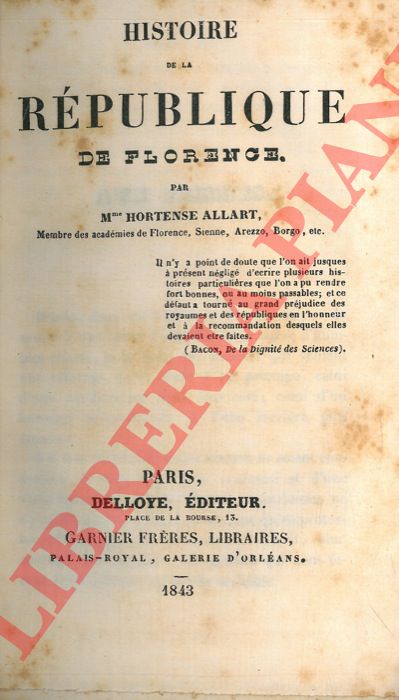 HISTOIRE
DE LA
RÉPUBLIQUE
DE FLORENCE.
PAR
Mme HORTENSE ALLART,
Membre des académies de Florence, Sienne, Arezzo, Borgo, etc.
Il n'y a point de doute que l'on ait jusques
à présent négligé d'ecrire plusieurs his-
toires particulières que l'on a pu rendre
fort bonnes, ou au moins passables; et ce
défaut a tourné au grand préjudice des
royaumes et des républiques en l'honneur
et à la recommandation desquels elles
devaient etre faites.
(BACON, De la Dignité des Sciences).
PARIS,
DELLOYE, ÉDITEUR.
PLACE DE LA BOURSE, 13.
GARNIER FRÈRES, LIBRAIRES,
PALAIS-ROYAL, GALERIE D'ORLÉANS.
1843
LIBRERIA PIANI